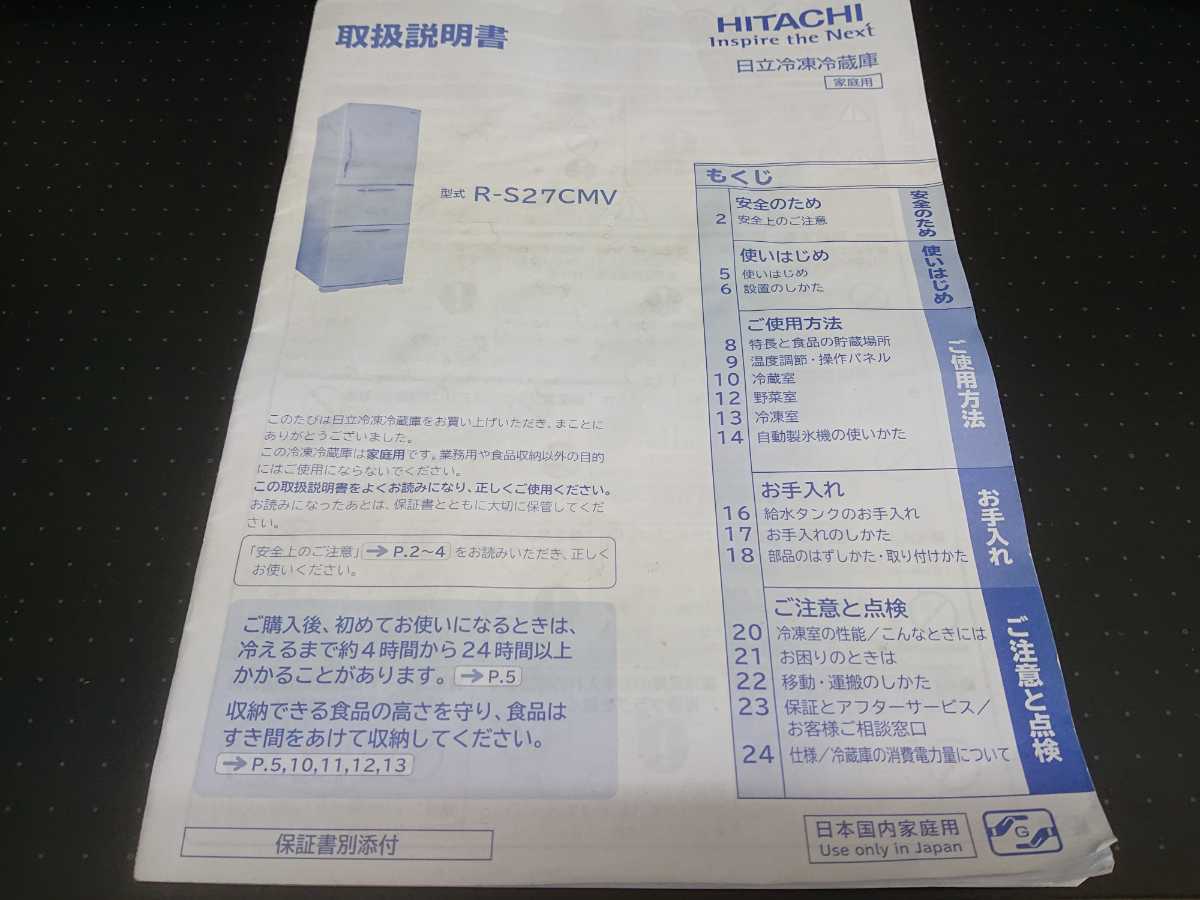 取扱説明書
HITACHI
Inspire the Next
日立冷凍冷蔵庫
家庭用
型式 R-S27CMV
このたびは日立冷凍冷蔵庫をお買い上げいただき、まことに
ありがとうございました。
この冷凍冷蔵庫は家庭用です。業務用や食品収納以外の目的
にはご使用にならないでください。
この取扱説明書をよくお読みになり、正しくご使用ください。
お読みになったあとは、保証書とともに大切に保管してくだ
さい。
「安全上のご注意」→P.2~4 をお読みいただき、正しく
お使いください。
ご購入後、初めてお使いになるときは、
冷えるまで約4時間から24時間以上
かかることがあります。→P.5
収納できる食品の高さを守り、食品は
すき間をあけて収納してください。
→P.5,10,11,12,13
保証書別添付
もくじ
安全のため
2 安全上のご注意
安全のため
使いはじめ
5 使いはじめ
6 設置のしかた
使いはじめ
ご使用方法
8 特長と食品の貯蔵場所
9 温度調節・操作パネル
10 冷蔵室
12 野菜室
13 冷凍室
14 自動製氷機の使いかた
ご使用方法
お手入れ
16 給水タンクのお手入れ
17 お手入れのしかた
18 部品のはずしかた・取り付けかた
お手入れ
ご注意と点検
20 冷凍室の性能/こんなときには
21 お困りのときは
22 移動・運搬のしかた
23 保証とアフターサービス/
お客様ご相談窓口
24 仕様/冷蔵庫の消費電力量について
ご注意と点検
日本国内家庭用
Use only in Japan
G